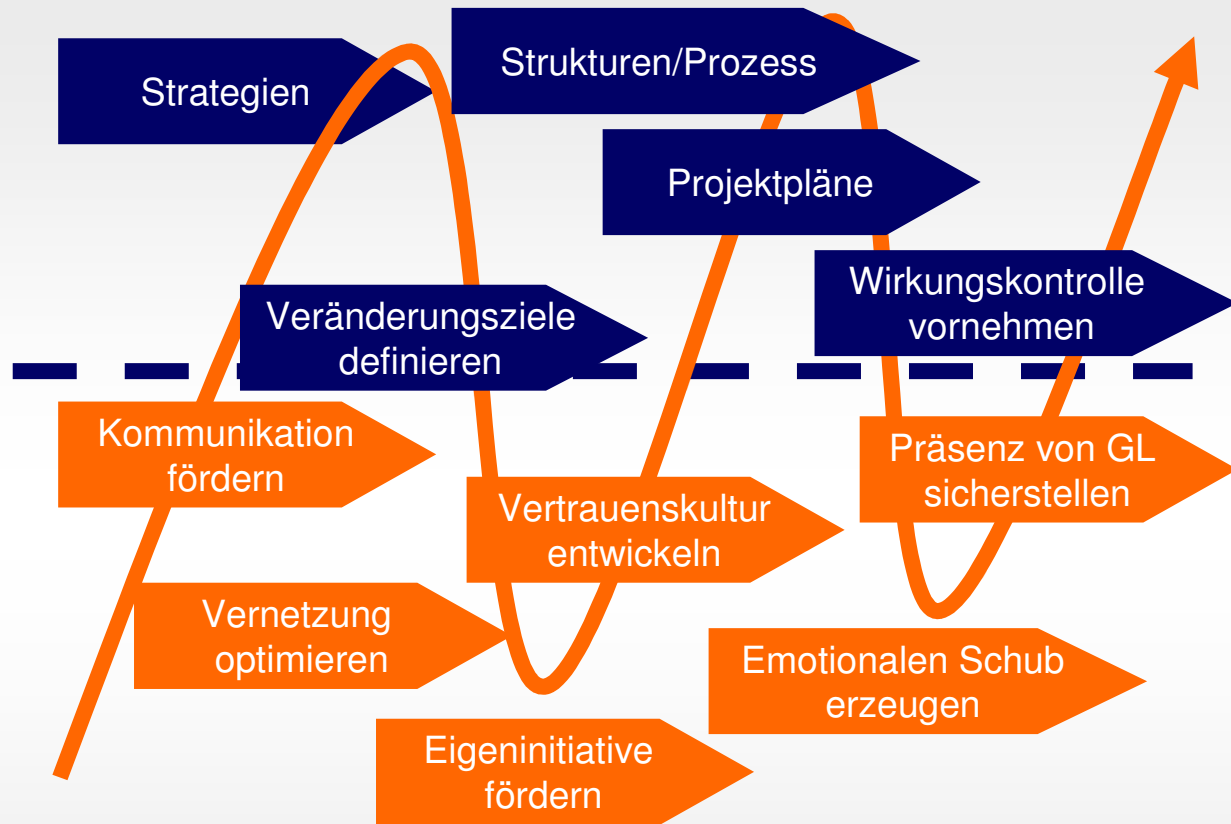 Strategien
Strukturen/Prozess
Projektpläne
Veränderungsziele
definieren
Wirkungskontrolle
vornehmen
Kommunikation
fördern
Vertrauenskultur
entwickeln
Präsenz von GL
sicherstellen
Vernetzung
optimieren
Emotionalen Schub
erzeugen
Eigeninitiative
fördern